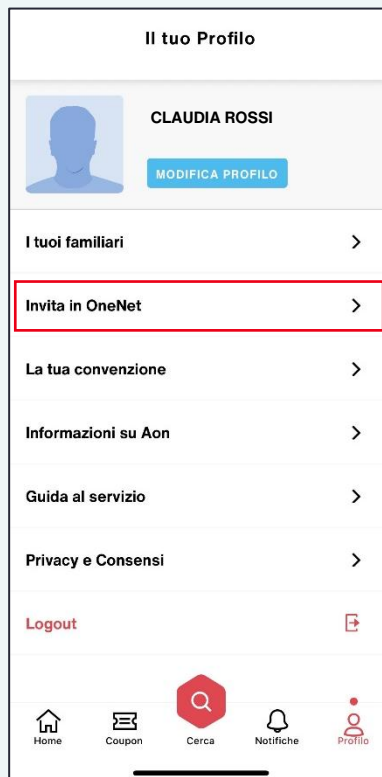 Il tuo Profilo
CLAUDIA ROSSI
MODIFICA PROFILO
I tuoi familiari
Invita in OneNet
La tua convenzione
Informazioni su Aon
Guida al servizio
Privacy e Consensi
Logout
Home Coupon Cerca Notifiche Profilo